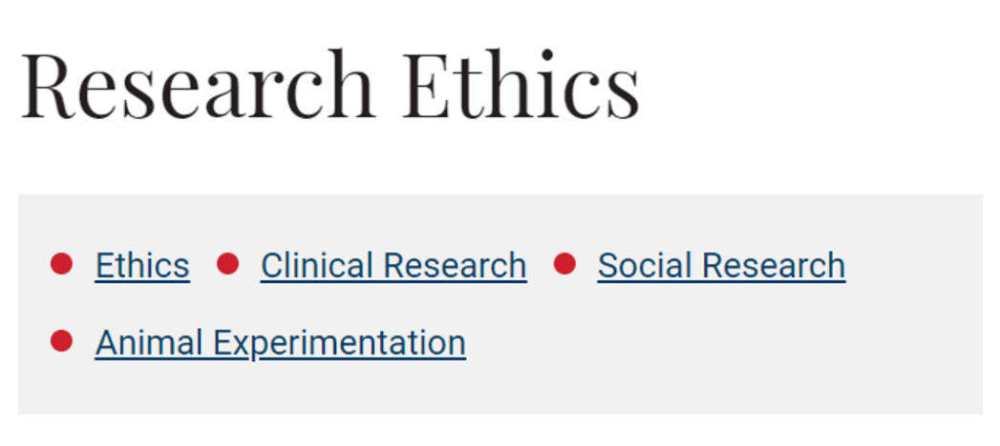 Research Ethics
Ethics Clinical Research Social Research
Animal Experimentation